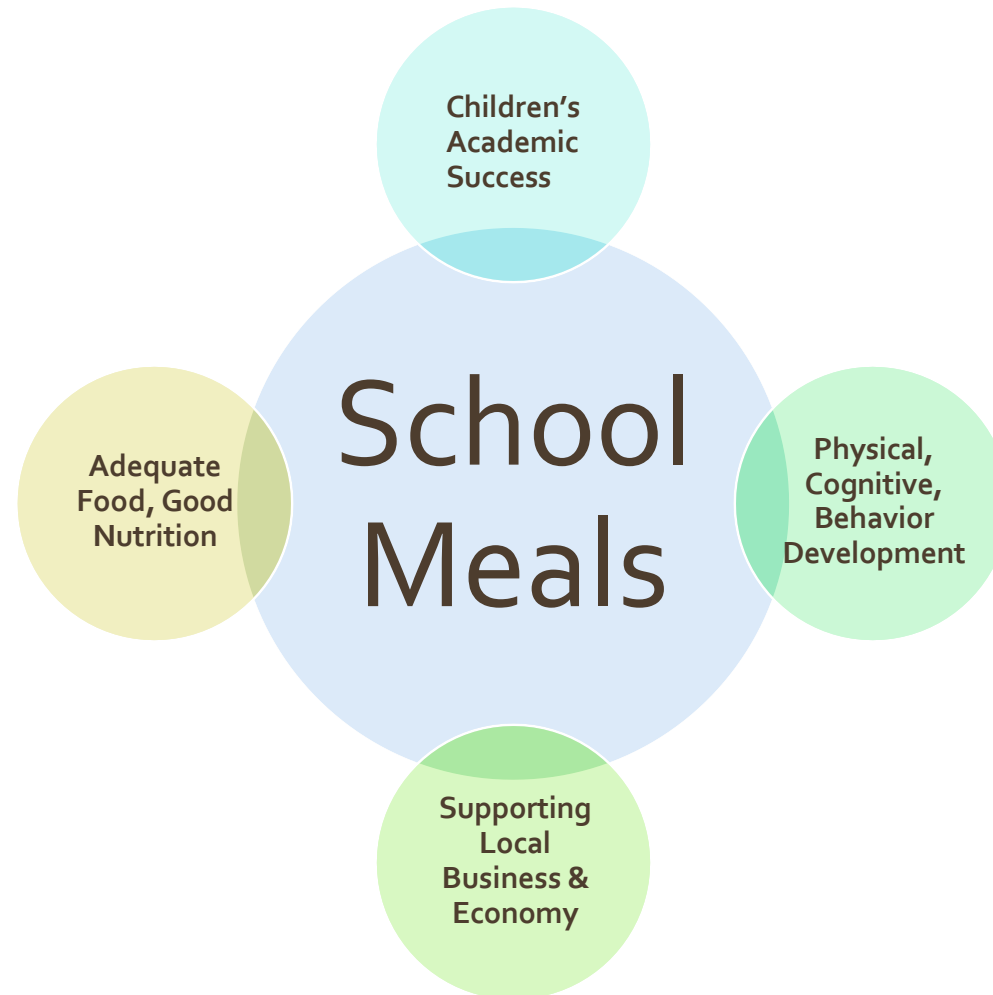 Children’s
Academic
Success
School
Meals
Adequate
Food, Good
Nutrition
Physical,
Cognitive,
Behavior
Development
Supporting
Local
Business &
Economy